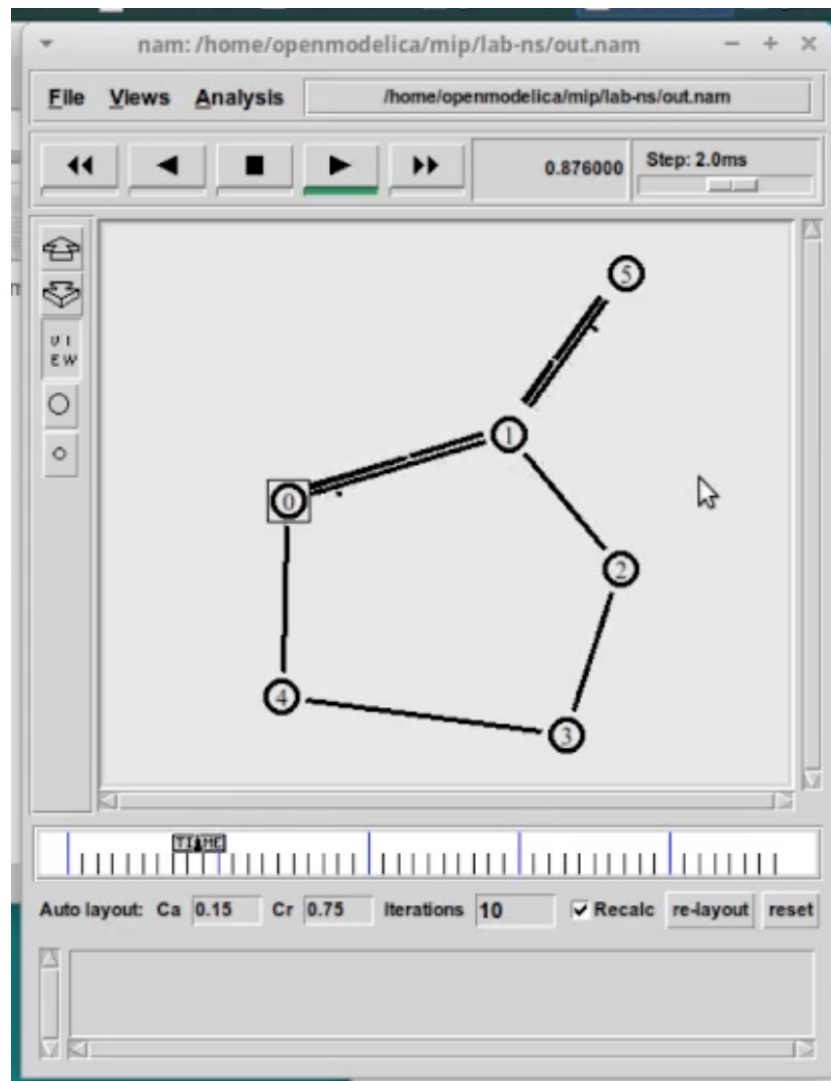 nam: /home/openmodelica/mip/lab-ns/out.nam
File Views Analysis /home/openmodelica/mip/lab-ns/out.nam
0.876000 Step: 2.0ms
5
V I
E W
1
0
2
4
3
TIME
Auto layout: Ca 0.15 Cr 0.75 Iterations 10 Recalc re-layout reset